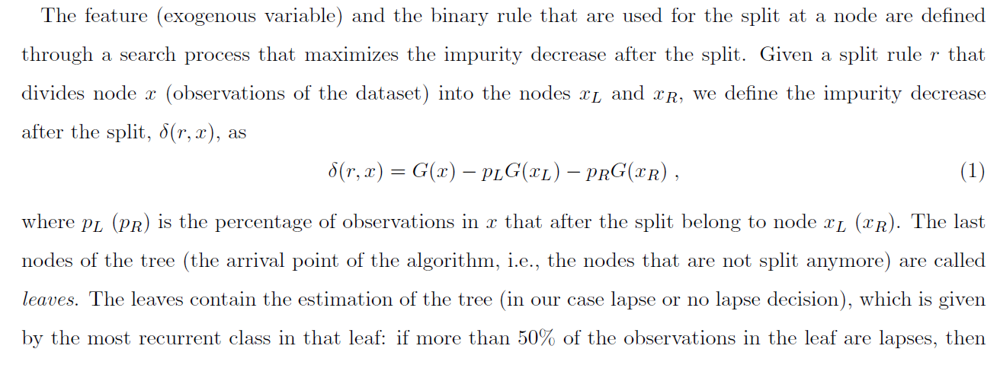 The feature (exogenous variable) and the binary rule that are used for the split at a node are defined
through a search process that maximizes the impurity decrease after the split. Given a split rule r that
divides node x (observations of the dataset) into the nodes x_L and x_R, we define the impurity decrease
after the split, δ(r, x), as
δ(r, x) = G(x) − p_L G(x_L) − p_R G(x_R) , (1)
where p_L (p_R) is the percentage of observations in x that after the split belong to node x_L (x_R). The last
nodes of the tree (the arrival point of the algorithm, i.e., the nodes that are not split anymore) are called
leaves. The leaves contain the estimation of the tree (in our case lapse or no lapse decision), which is given
by the most recurrent class in that leaf: if more than 50% of the observations in the leaf are lapses, then